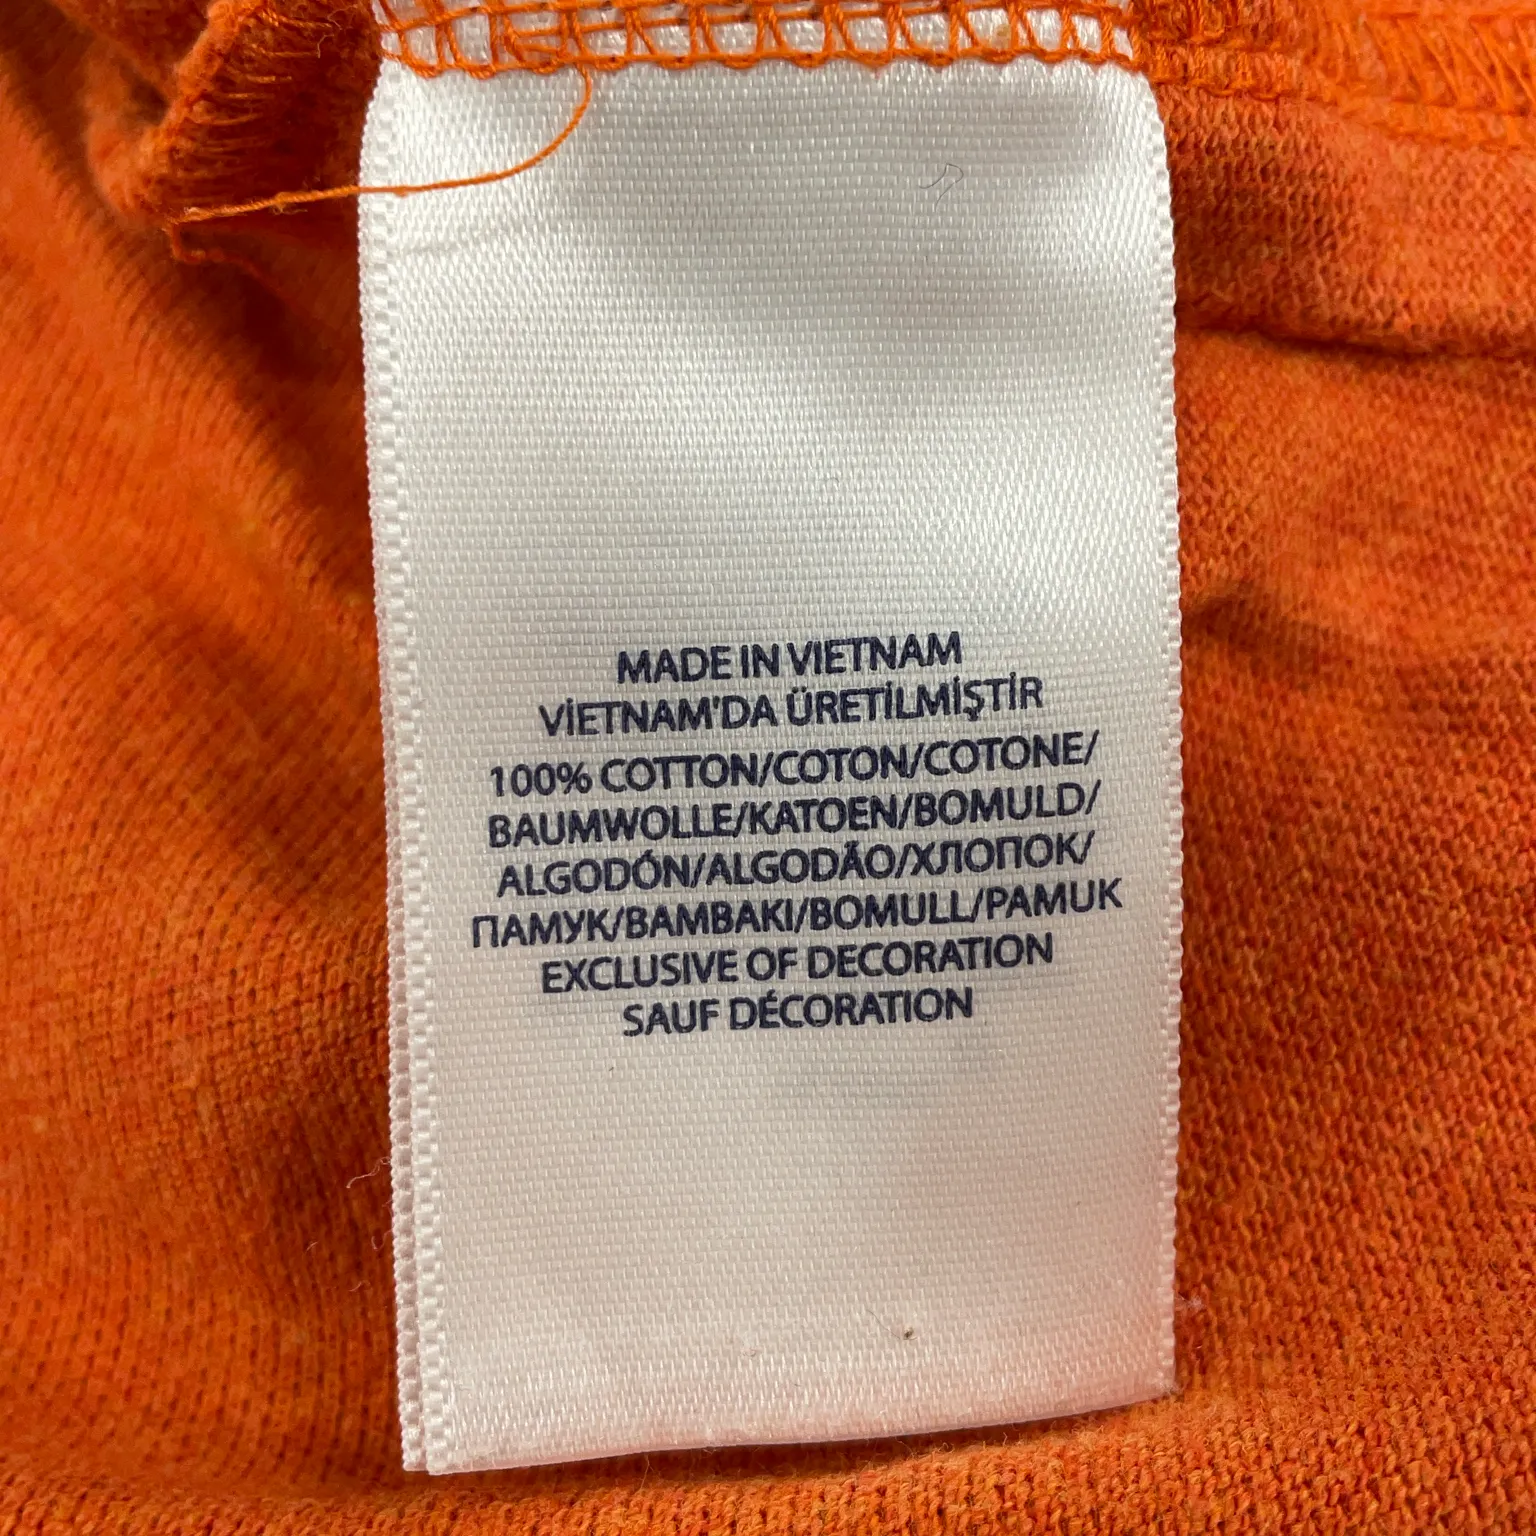 MADE IN VIETNAM
VİETNAM'DA ÜRETİLMİŞTİR
100% COTTON/COTON/COTONE/
BAUMWOLLE/KATOEN/BOMULD/
ALGODÓN/ALGODÃO/ХЛОПОК/
ПАМУК/BAMBAKI/BOMULL/PAMUK
EXCLUSIVE OF DECORATION
SAUF DÉCORATION